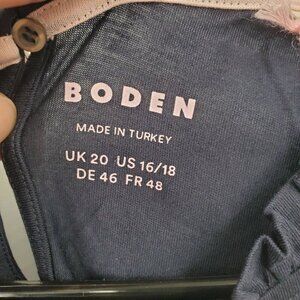 BODEN
MADE IN TURKEY
UK 20 US 16/18
DE 46 FR 48